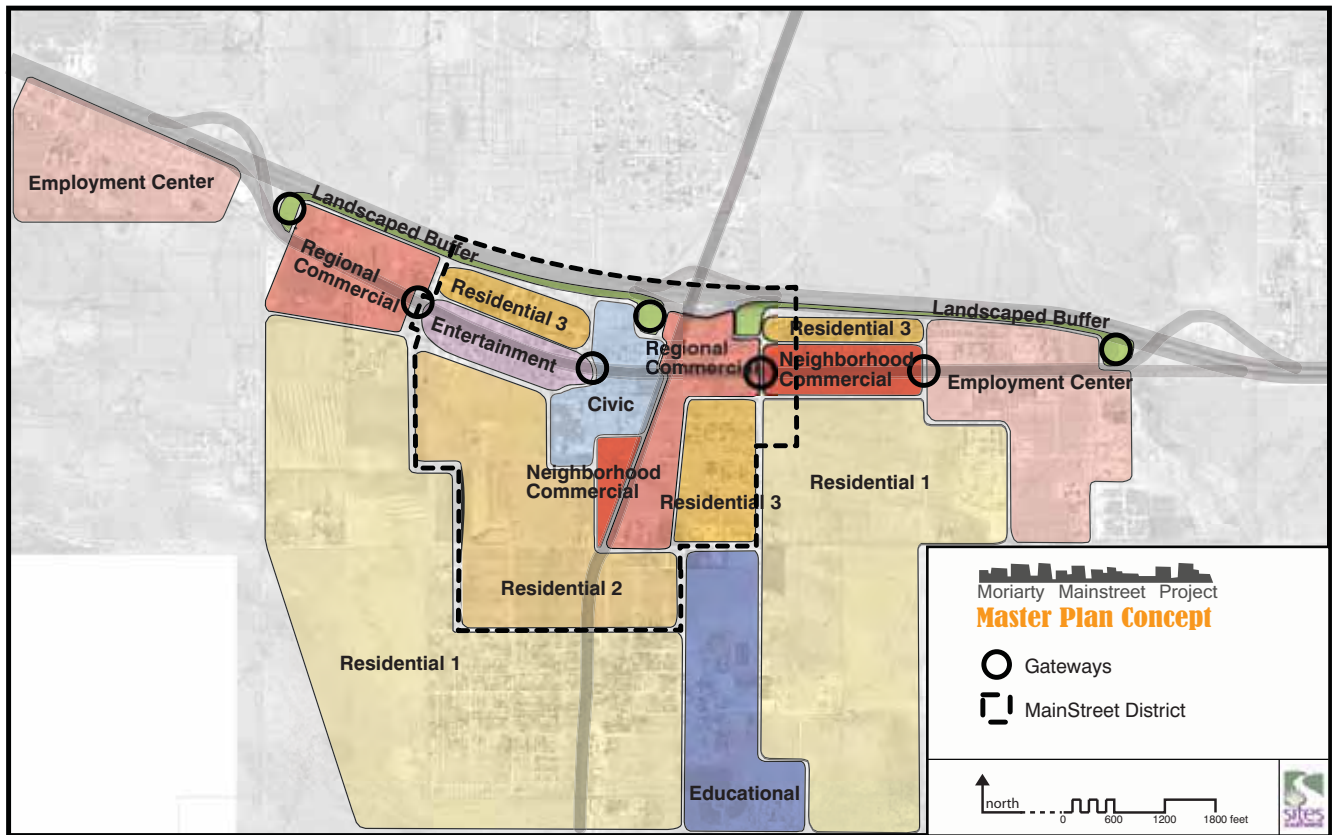 Employment Center
Landscaped Buffer
Regional
Commercial
Residential 3
Entertainment
Landscaped Buffer
Residential 3
Regional
Commercial
Neighborhood
Commercial
Employment Center
Civic
Neighborhood
Commercial
Residential 3
Residential 1
Residential 2
Residential 1
Educational
Moriarty Mainstreet Project
Master Plan Concept
Gateways
MainStreet District
north
0 600 1200 1800 feet
sites